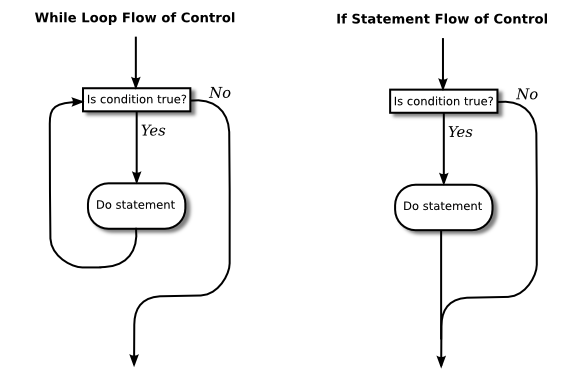 While Loop Flow of Control
Is condition true?
No
Yes
Do statement
If Statement Flow of Control
Is condition true?
No
Yes
Do statement